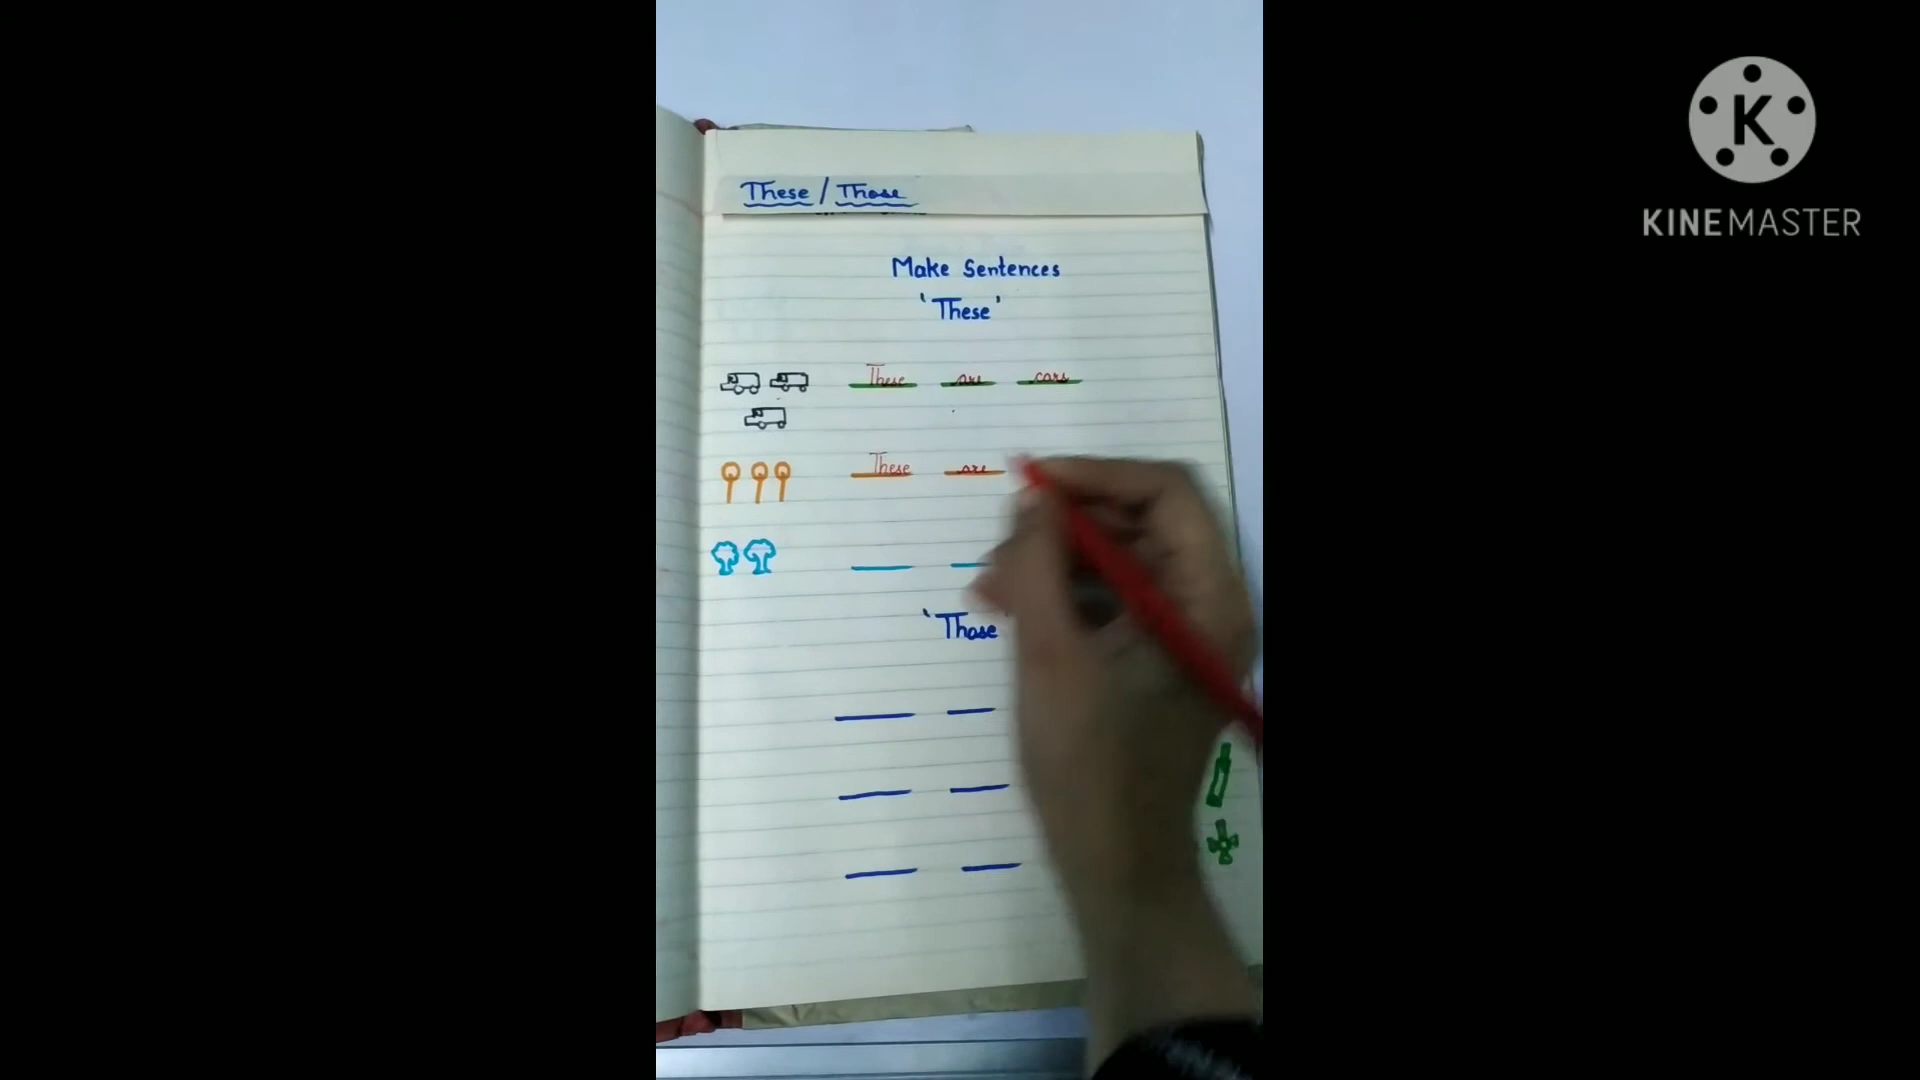 These / Those
Make Sentences
'These'
These are cars
These are
'Those
K
KINEMASTER